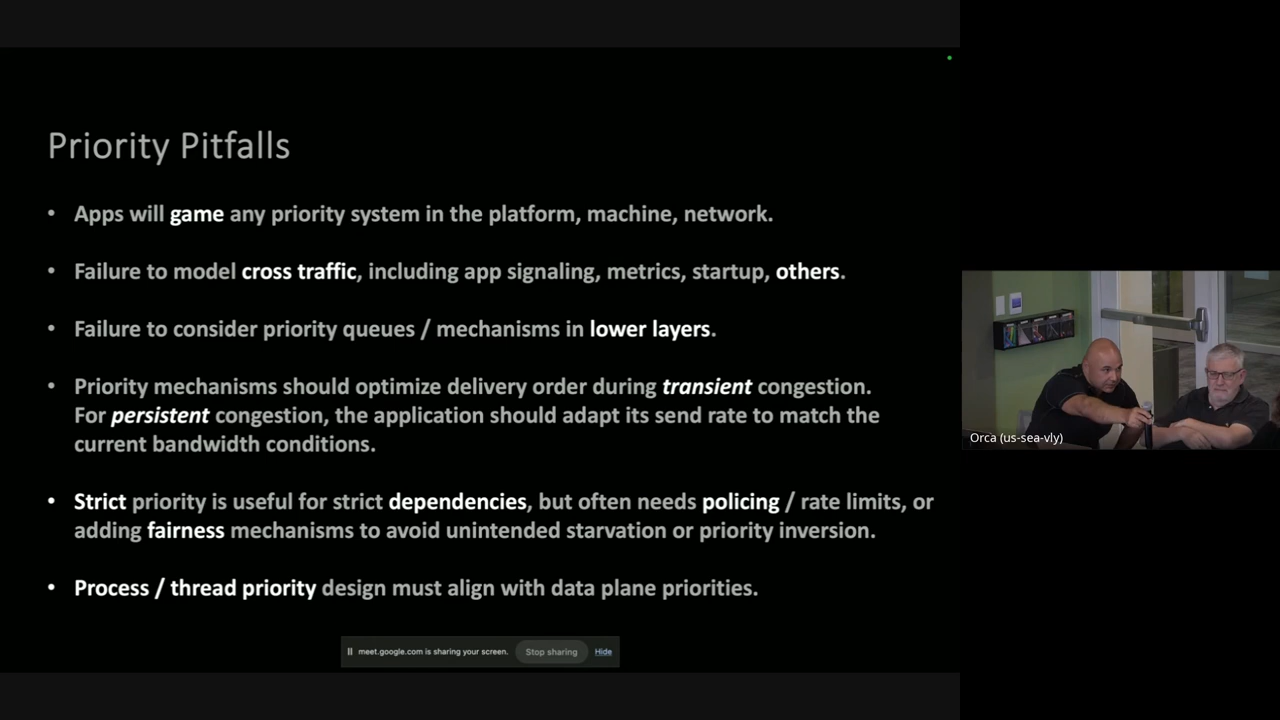 Priority Pitfalls
• Apps will game any priority system in the platform, machine, network.
• Failure to model cross traffic, including app signaling, metrics, startup, others.
• Failure to consider priority queues / mechanisms in lower layers.
• Priority mechanisms should optimize delivery order during transient congestion.
For persistent congestion, the application should adapt its send rate to match the
current bandwidth conditions.
• Strict priority is useful for strict dependencies, but often needs policing / rate limits, or
adding fairness mechanisms to avoid unintended starvation or priority inversion.
• Process / thread priority design must align with data plane priorities.
meet.google.com is sharing your screen. Stop sharing Hide
Orca (us-sea-vly)